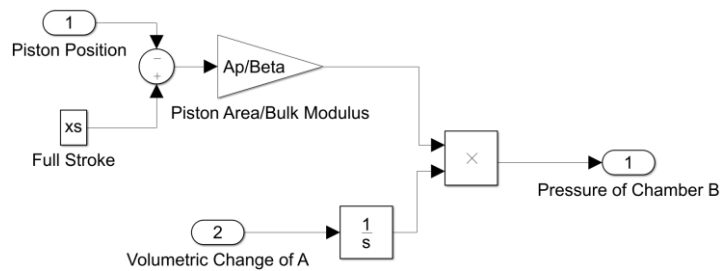 1
Piston Position
−
+
Ap/Beta
Piston Area/Bulk Modulus
xs
Full Stroke
×
1
Pressure of Chamber B
2
Volumetric Change of A
1
s